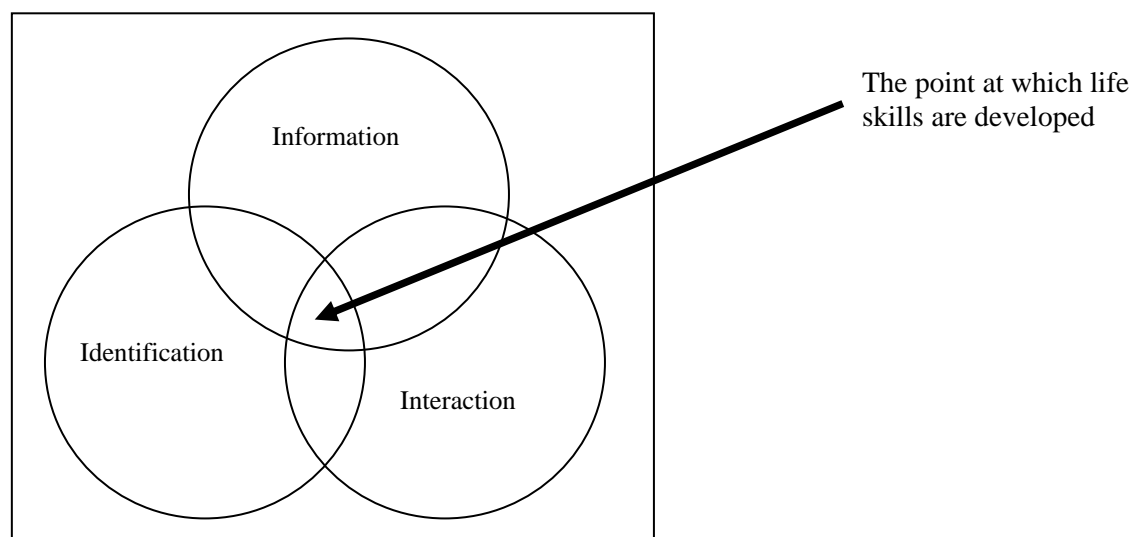 The point at which life
skills are developed
Information
Identification
Interaction